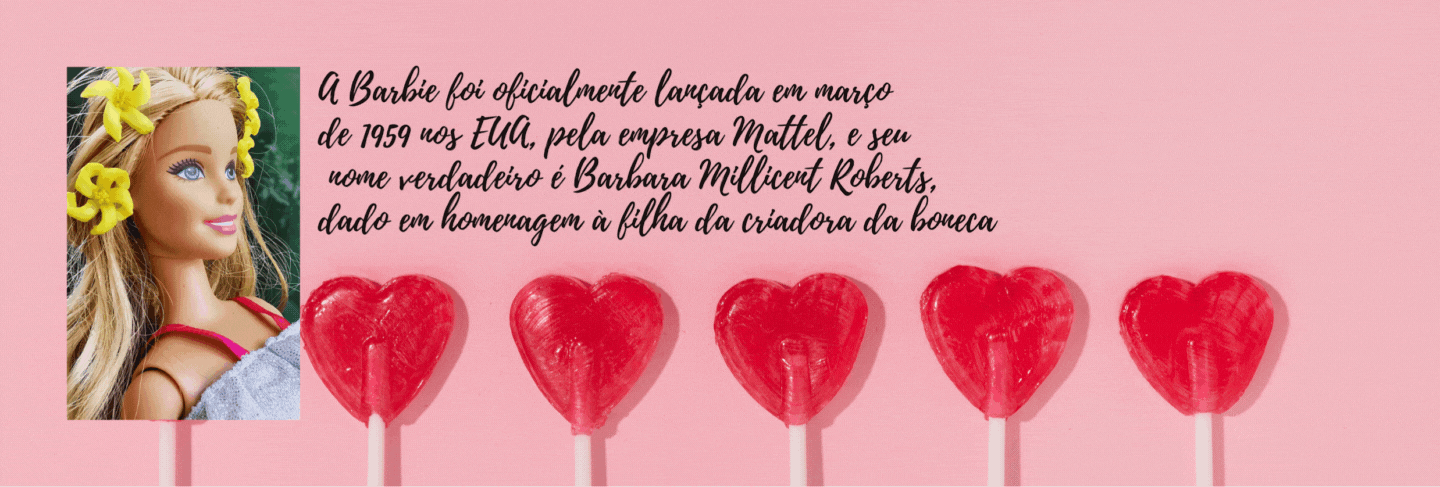 A Barbie foi oficialmente lançada em março
de 1959 nos EUA, pela empresa Mattel, e seu
nome verdadeiro é Barbara Millicent Roberts,
dado em homenagem à filha da criadora da boneca